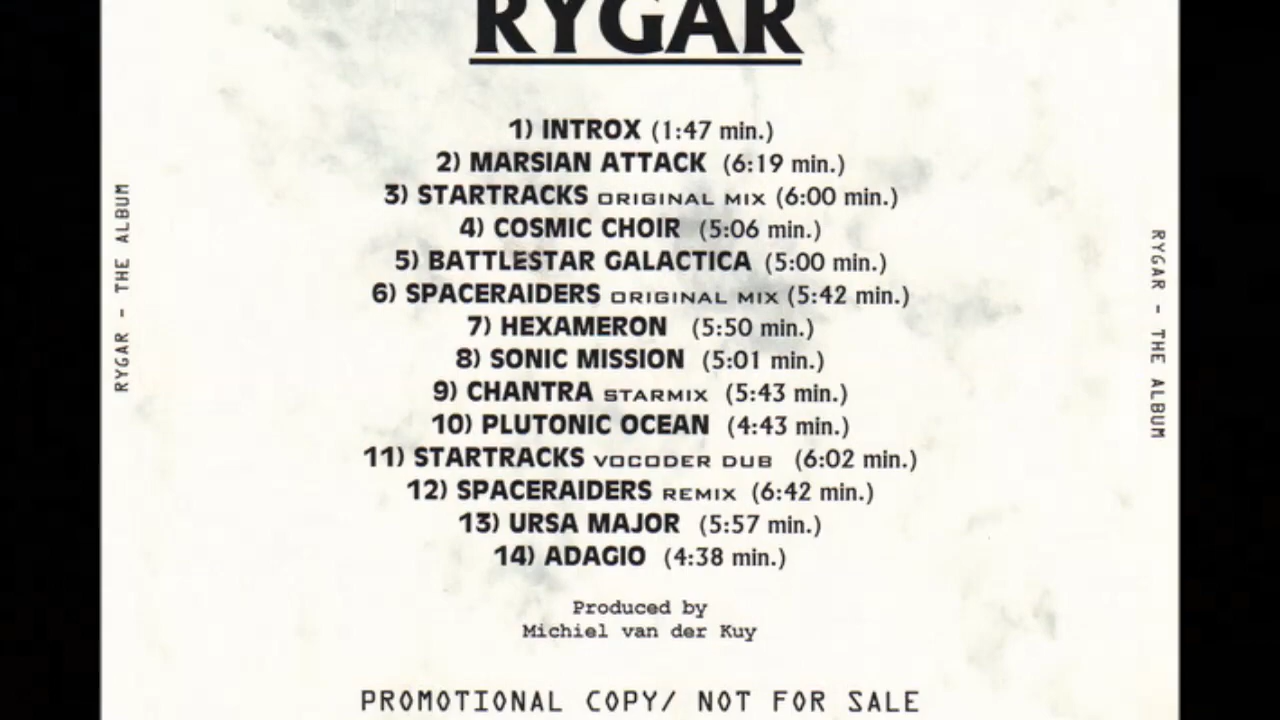 RYGAR
1) INTROX (1:47 min.)
2) MARSIAN ATTACK (6:19 min.)
3) STARTRACKS ORIGINAL MIX (6:00 min.)
4) COSMIC CHOIR (5:06 min.)
5) BATTLESTAR GALACTICA (5:00 min.)
6) SPACERAIDERS ORIGINAL MIX (5:42 min.)
7) HEXAMERON (5:50 min.)
8) SONIC MISSION (5:01 min.)
9) CHANTRA STARMIX (5:43 min.)
10) PLUTONIC OCEAN (4:43 min.)
11) STARTRACKS VOCODER DUB (6:02 min.)
12) SPACERAIDERS REMIX (6:42 min.)
13) URSA MAJOR (5:57 min.)
14) ADAGIO (4:38 min.)
Produced by
Michiel van der Kuy
PROMOTIONAL COPY/ NOT FOR SALE
RYGAR - THE ALBUM
RYGAR - THE ALBUM